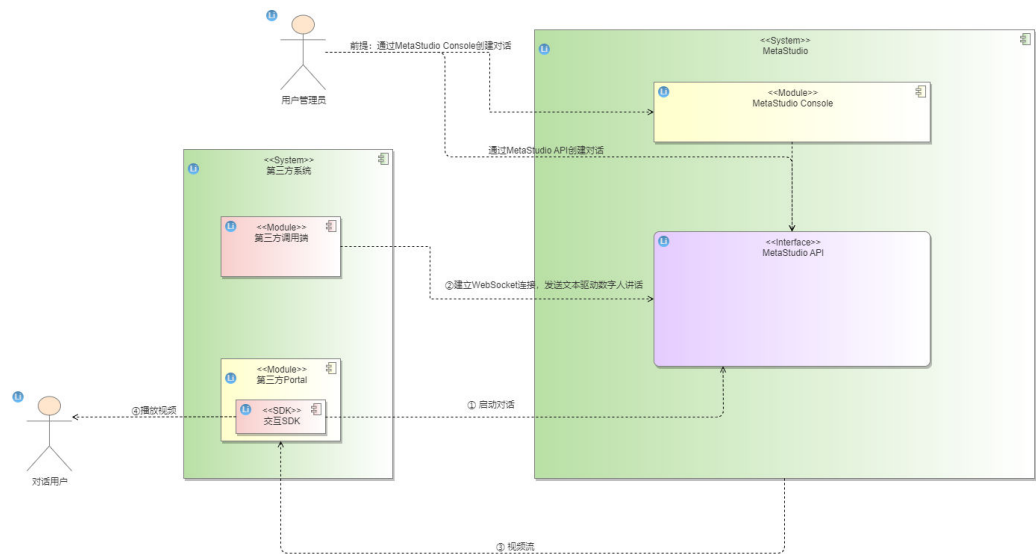 前提：通过MetaStudio Console创建对话
用户管理员
<<System>>
MetaStudio
<<Module>>
MetaStudio Console
通过MetaStudio API创建对话
<<System>>
第三方系统
<<Module>>
第三方调用端
<<Interface>>
MetaStudio API
②建立WebSocket连接，发送文本驱动数字人讲话
<<Module>>
第三方Portal
<<SDK>>
交互SDK
① 启动对话
④播放视频
对话用户
③ 视频流